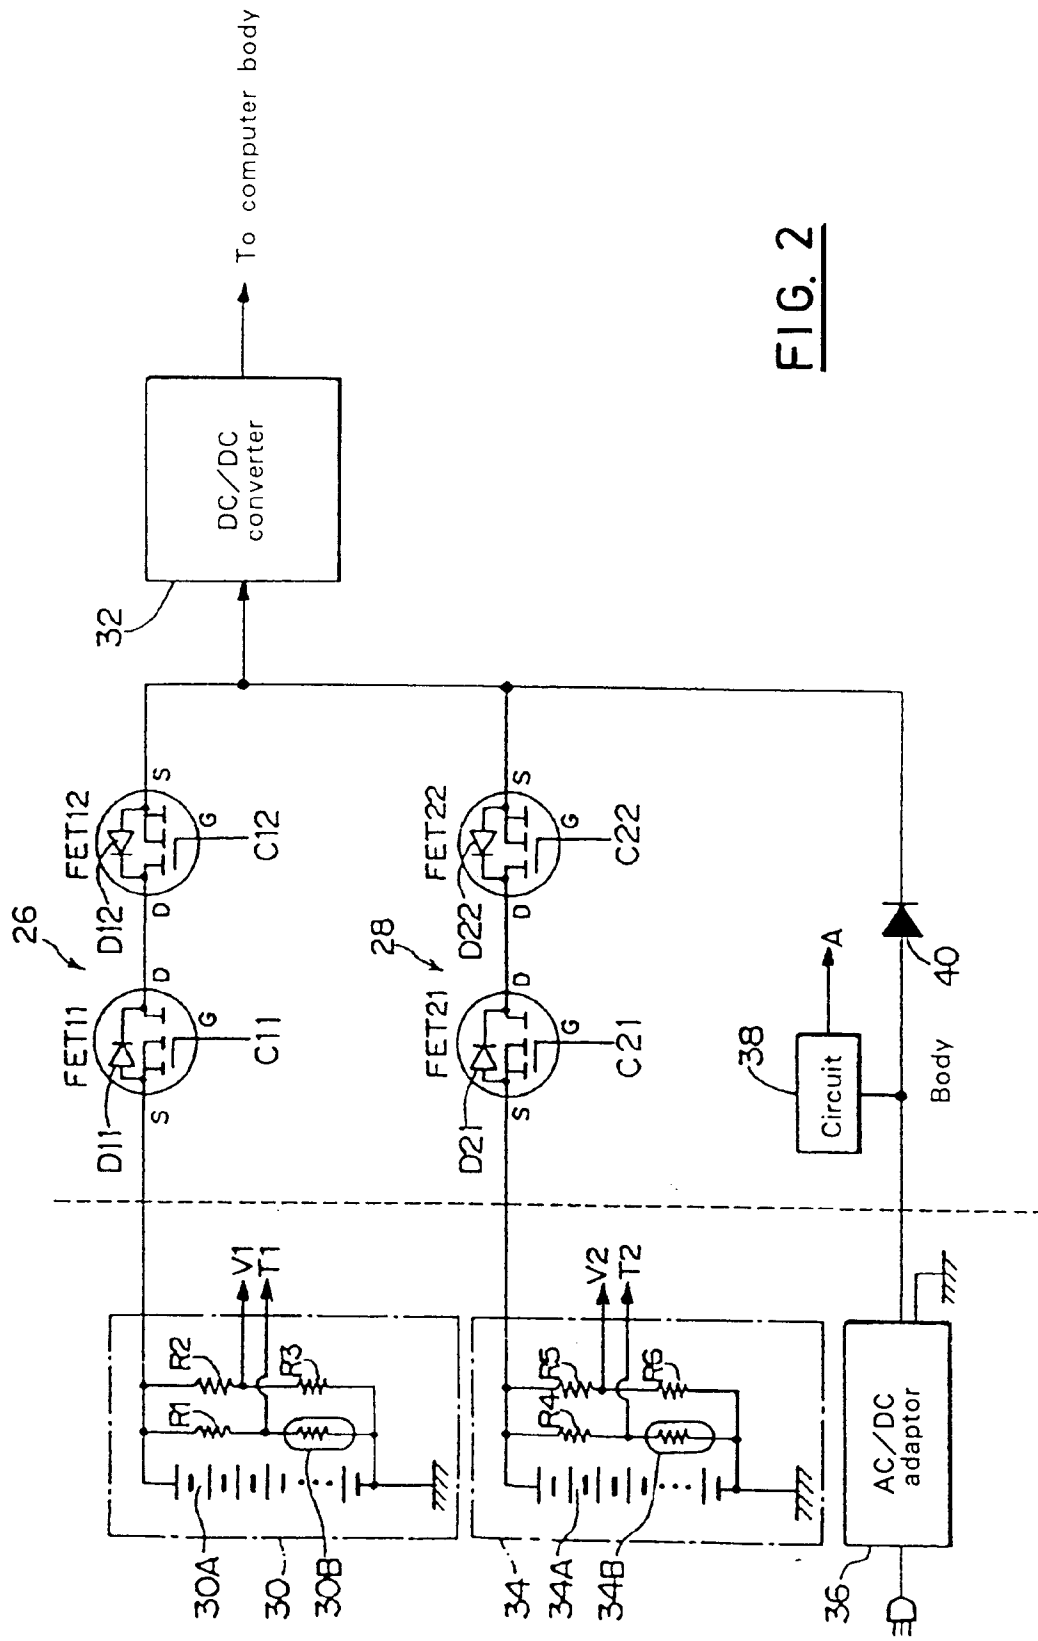 26
FET11
FET12
D11
D12
S
D
D
S
G
G
C11
C12
32
DC/DC
converter
To computer body
R1
R2
R3
V1
T1
30A
30
30B
28
FET21
FET22
D21
D22
S
D
D
S
G
G
C21
C22
R4
R5
R6
V2
T2
34
34A
34B
36
AC/DC
adaptor
38
Circuit
A
40
Body
FIG. 2